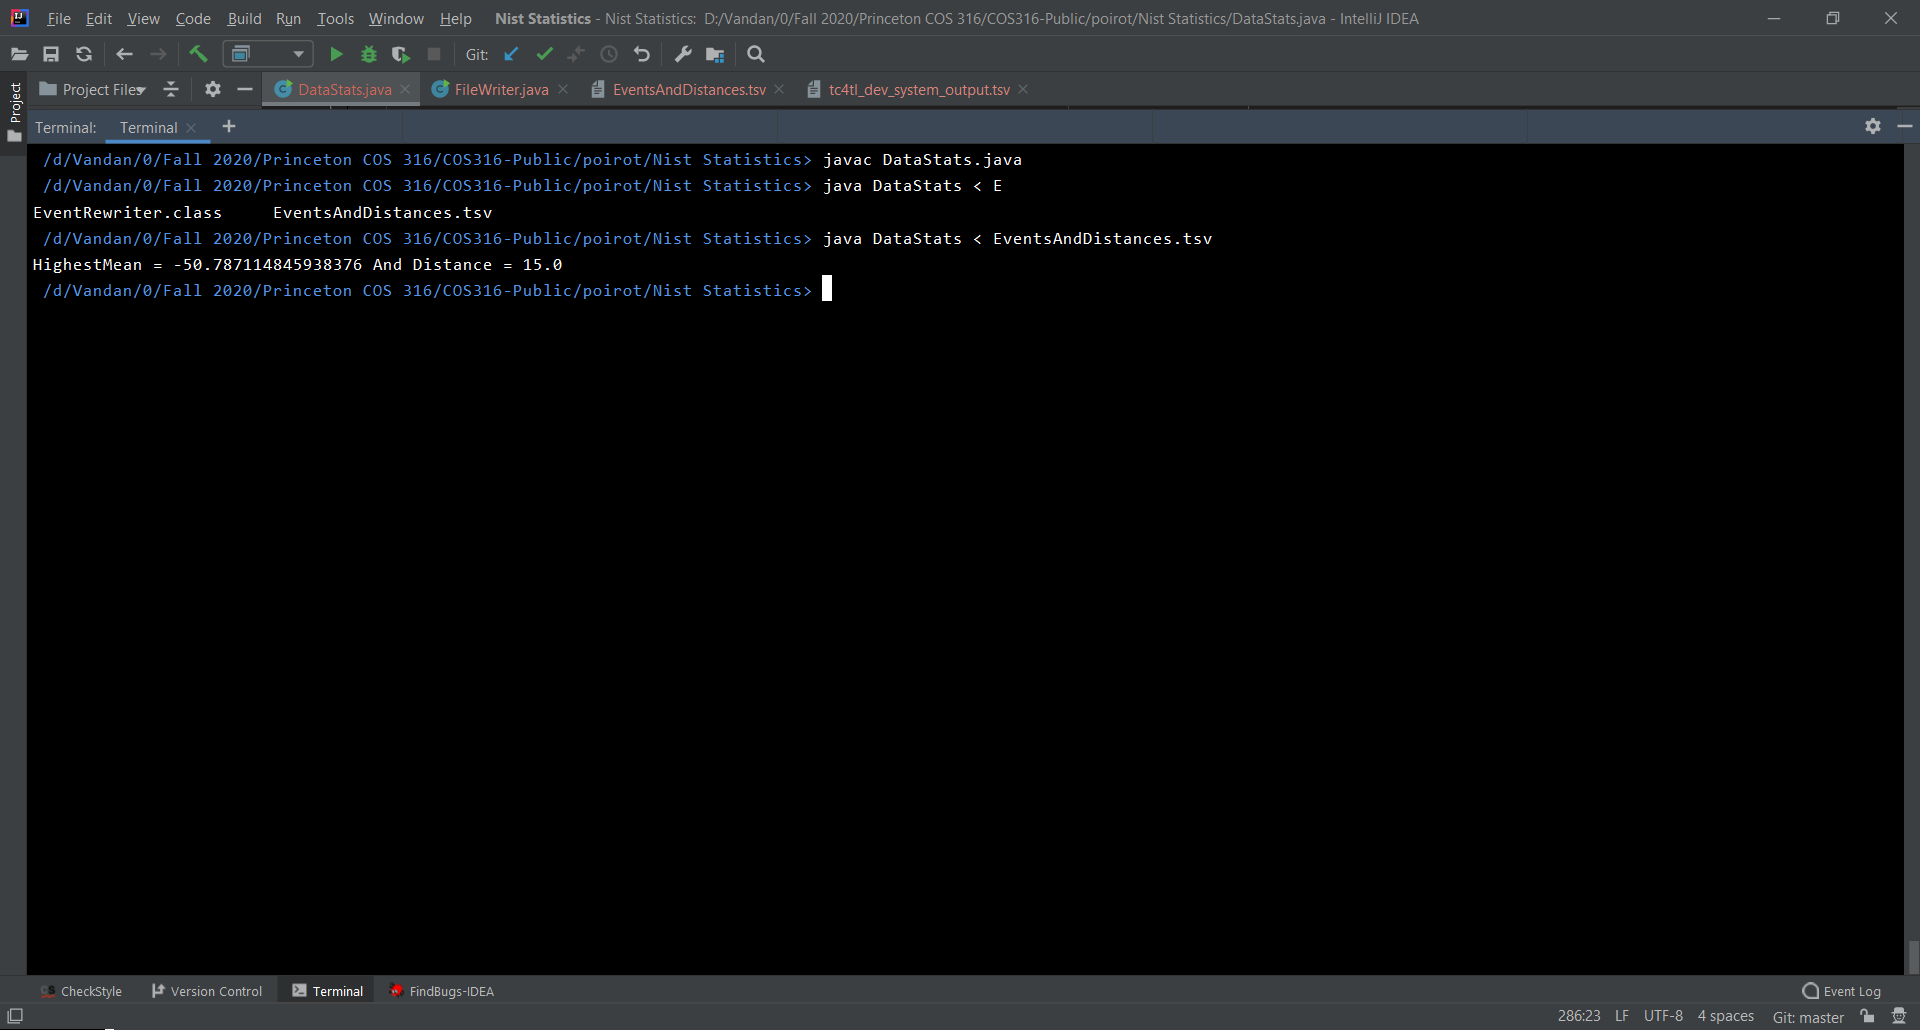 File Edit View Code Build Run Tools Window Help Nist Statistics - Nist Statistics: D:/Vandan/0/Fall 2020/Princeton COS 316/COS316-Public/poirot/Nist Statistics/DataStats.java - IntelliJ IDEA
Git:
Project
Project Files DataStats.java FileWriter.java EventsAndDistances.tsv tc4tl_dev_system_output.tsv
Terminal: Terminal +
/d/Vandan/0/Fall 2020/Princeton COS 316/COS316-Public/poirot/Nist Statistics> javac DataStats.java
/d/Vandan/0/Fall 2020/Princeton COS 316/COS316-Public/poirot/Nist Statistics> java DataStats < E
EventRewriter.class EventsAndDistances.tsv
/d/Vandan/0/Fall 2020/Princeton COS 316/COS316-Public/poirot/Nist Statistics> java DataStats < EventsAndDistances.tsv
HighestMean = -50.787114845938376 And Distance = 15.0
/d/Vandan/0/Fall 2020/Princeton COS 316/COS316-Public/poirot/Nist Statistics>
CheckStyle Version Control Terminal FindBugs-IDEA Event Log
286:23 LF UTF-8 4 spaces Git: master